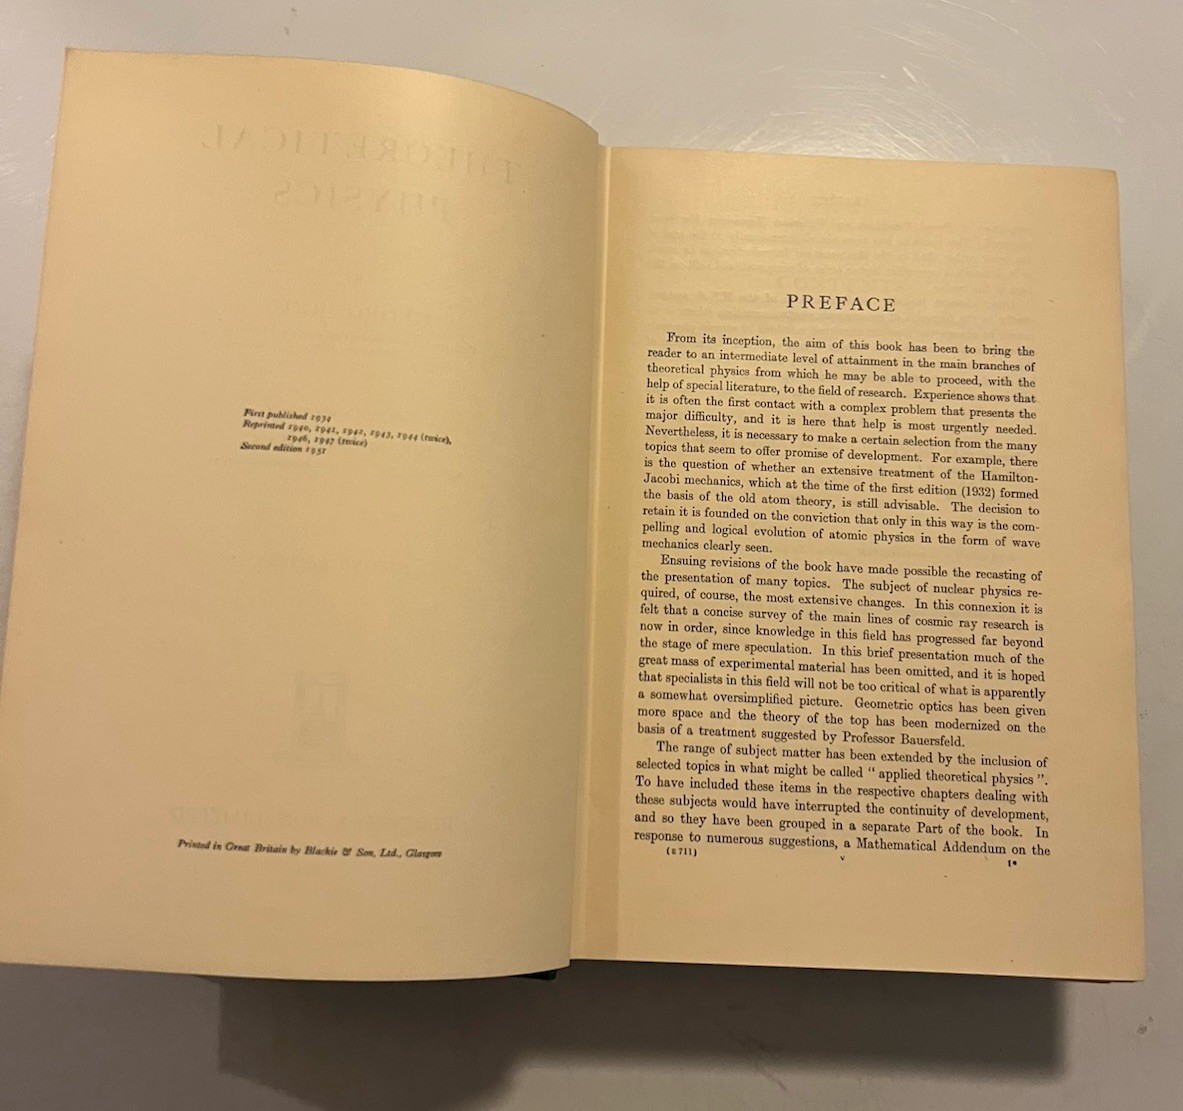 THEORETICAL
PHYSICS
First published 1934
Reprinted 1940, 1941, 1942, 1943, 1944 (twice),
1946, 1947 (twice)
Second edition 1951
Printed in Great Britain by Blackie & Son, Ltd., Glasgow
PREFACE
From its inception, the aim of this book has been to bring the
reader to an intermediate level of attainment in the main branches of
theoretical physics from which he may be able to proceed, with the
help of special literature, to the field of research. Experience shows that
it is often the first contact with a complex problem that presents the
major difficulty, and it is here that help is most urgently needed.
Nevertheless, it is necessary to make a certain selection from the many
topics that seem to offer promise of development. For example, there
is the question of whether an extensive treatment of the Hamilton-
Jacobi mechanics, which at the time of the first edition (1932) formed
the basis of the old atom theory, is still advisable. The decision to
retain it is founded on the conviction that only in this way is the com-
pelling and logical evolution of atomic physics in the form of wave
mechanics clearly seen.
Ensuing revisions of the book have made possible the recasting of
the presentation of many topics. The subject of nuclear physics re-
quired, of course, the most extensive changes. In this connexion it is
felt that a concise survey of the main lines of cosmic ray research is
now in order, since knowledge in this field has progressed far beyond
the stage of mere speculation. In this brief presentation much of the
great mass of experimental material has been omitted, and it is hoped
that specialists in this field will not be too critical of what is apparently
a somewhat oversimplified picture. Geometric optics has been given
more space and the theory of the top has been modernized on the
basis of a treatment suggested by Professor Bauersfeld.
The range of subject matter has been extended by the inclusion of
selected topics in what might be called " applied theoretical physics ".
To have included these items in the respective chapters dealing with
these subjects would have interrupted the continuity of development,
and so they have been grouped in a separate Part of the book. In
response to numerous suggestions, a Mathematical Addendum on the
(E 711) v 1*